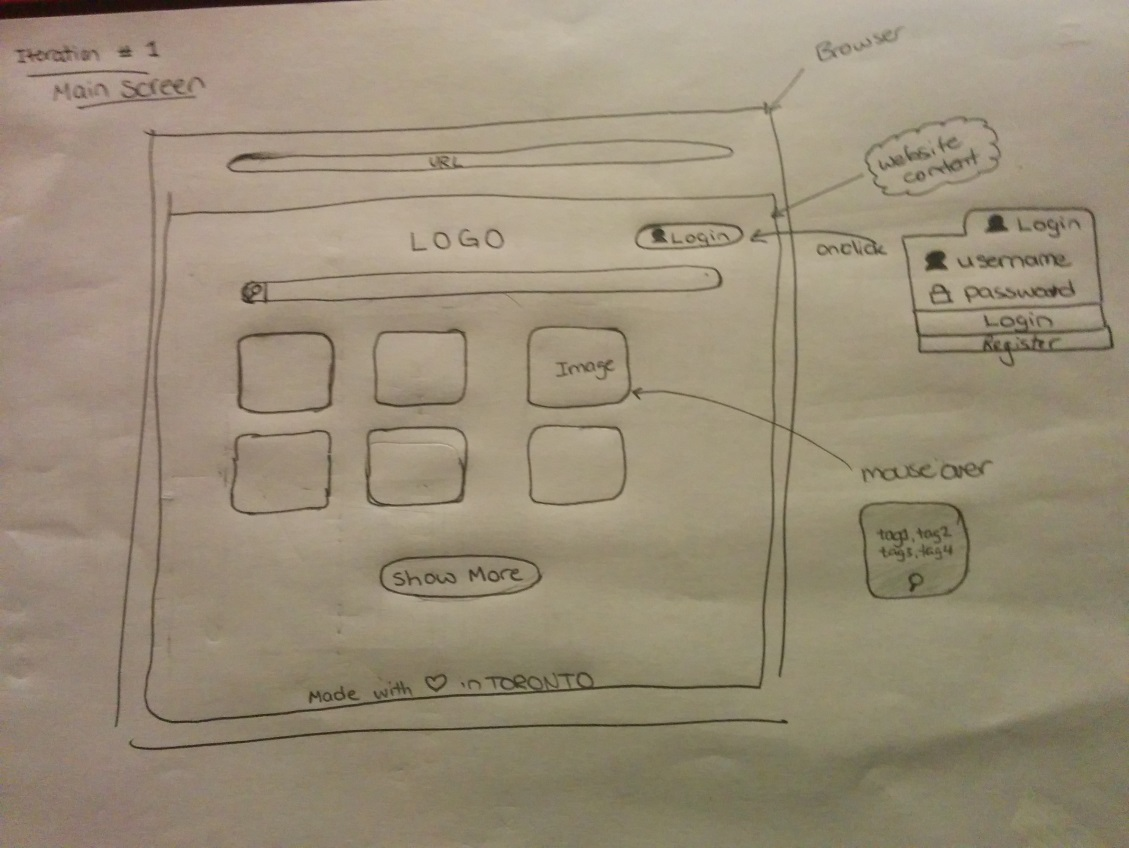 Iteration # 1
Main Screen
Browser
URL
website
content
LOGO
Login
onclick
Login
username
password
Login
Register
Image
mouse over
tag1, tag2
tag3, tag4
Show More
Made with ♡ in TORONTO